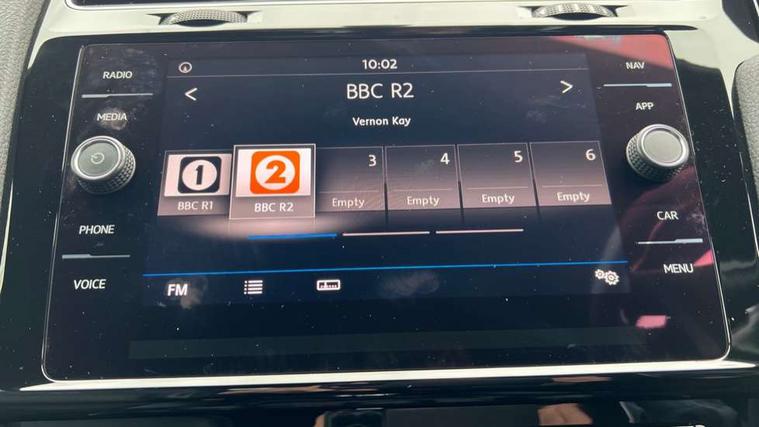 10:02
RADIO
NAV
BBC R2
MEDIA
APP
Vernon Kay
1
2
3
4
5
6
BBC R1
BBC R2
Empty
Empty
Empty
Empty
PHONE
CAR
VOICE
FM
MENU